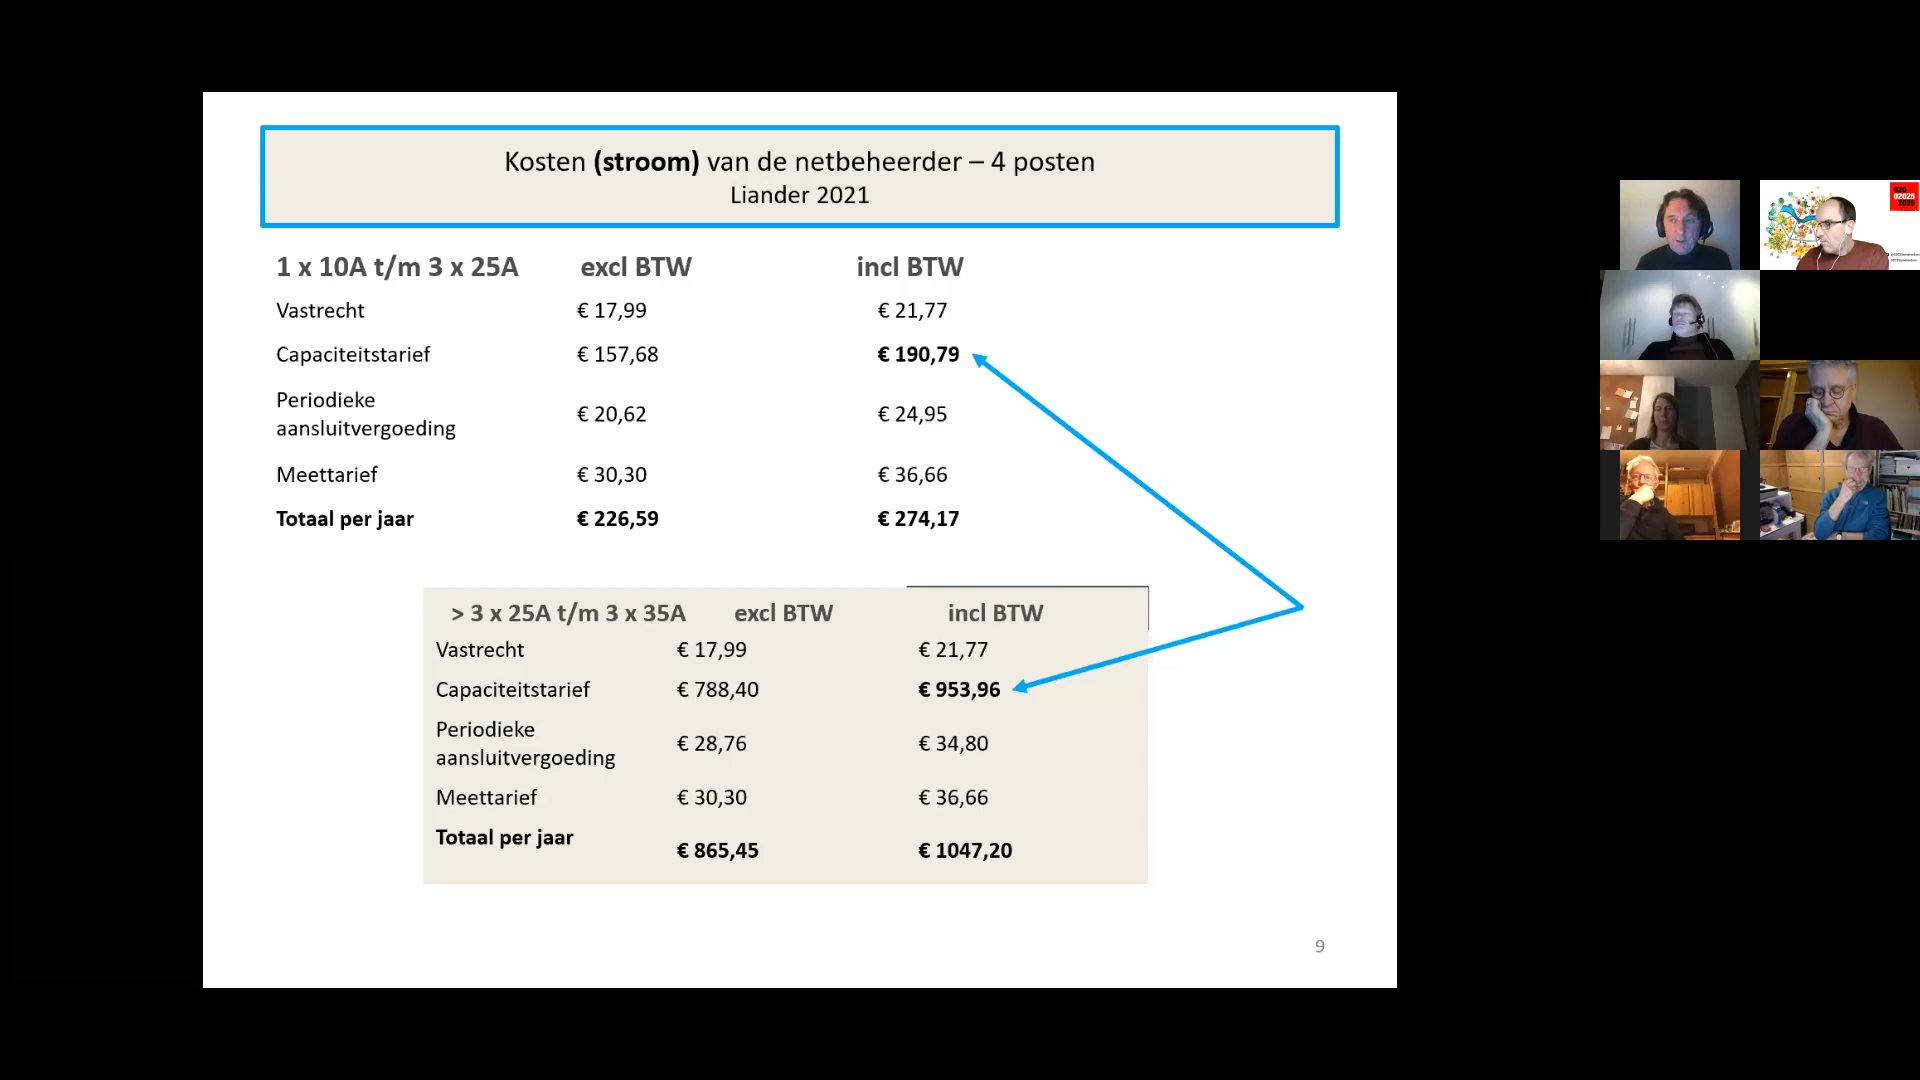 Kosten (stroom) van de netbeheerder – 4 posten
Liander 2021
1 x 10A t/m 3 x 25A excl BTW incl BTW
Vastrecht € 17,99 € 21,77
Capaciteitstarief € 157,68 € 190,79
Periodieke
aansluitvergoeding € 20,62 € 24,95
Meettarief € 30,30 € 36,66
Totaal per jaar € 226,59 € 274,17
> 3 x 25A t/m 3 x 35A excl BTW incl BTW
Vastrecht € 17,99 € 21,77
Capaciteitstarief € 788,40 € 953,96
Periodieke
aansluitvergoeding € 28,76 € 34,80
Meettarief € 30,30 € 36,66
Totaal per jaar € 865,45 € 1047,20
9
02025